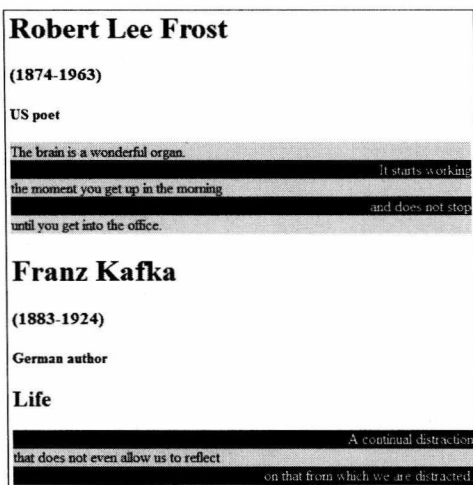 Robert Lee Frost
(1874-1963)
US poet
The brain is a wonderful organ.
It starts working
the moment you get up in the morning
and does not stop
until you get into the office.
Franz Kafka
(1883-1924)
German author
Life
A continual distraction
that does not even allow us to reflect
on that from which we are distracted.